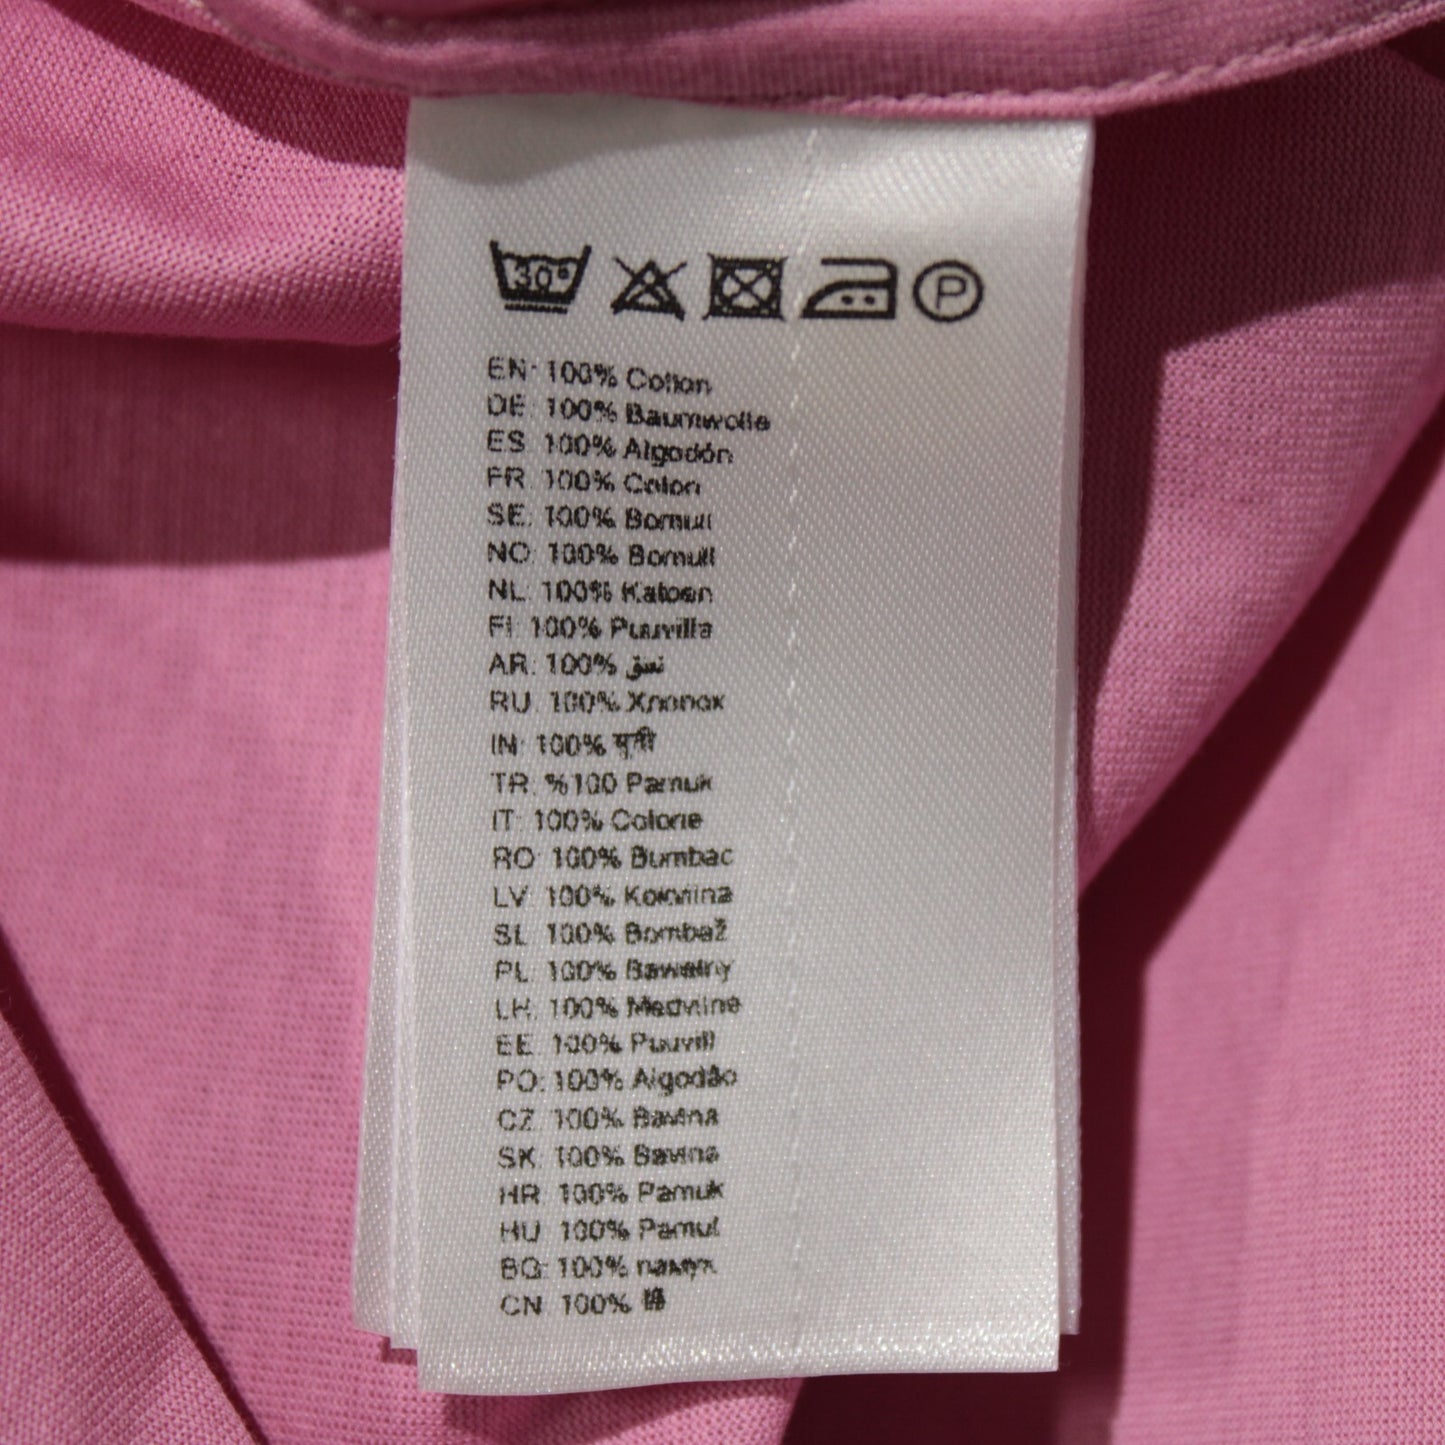 30°
P
EN: 100% Cotton
DE: 100% Baumwolle
ES: 100% Algodón
FR: 100% Coton
SE: 100% Bomull
NO: 100% Bomull
NL: 100% Katoen
FI: 100% Puuvilla
AR: 100%
RU: 100% Хлопок
IN: 100%
TR: %100 Pamuk
IT: 100% Cotone
RO: 100% Bumbac
LV: 100% Kokvilna
SL: 100% Bombaž
PL: 100% Bawełny
LH: 100% Medvilnė
EE: 100% Puuvill
PO: 100% Algodão
CZ: 100% Bavlna
SK: 100% Bavlna
HR: 100% Pamuk
HU: 100% Pamut
BG: 100% памук
CN: 100%